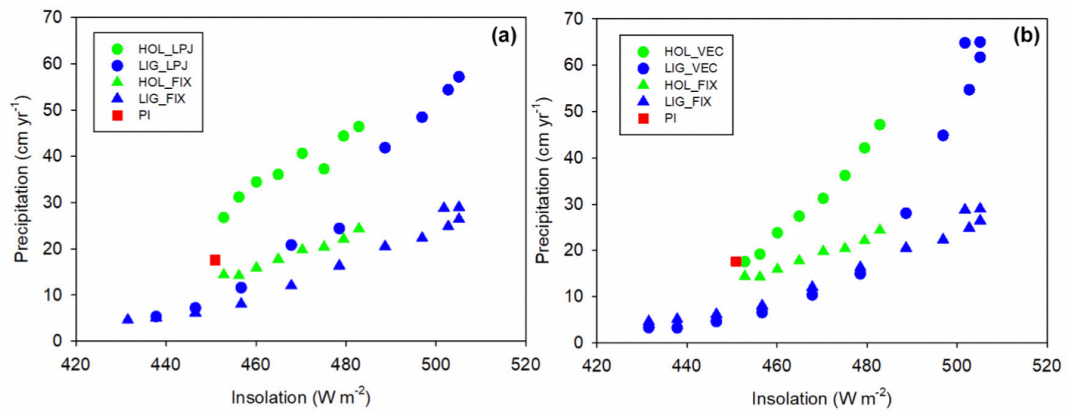 (a)
HOL_LPJ
LIG_LPJ
HOL_FIX
LIG_FIX
PI
Precipitation (cm yr⁻¹)
70
60
50
40
30
20
10
0
420 440 460 480 500 520
Insolation (W m⁻²)
(b)
HOL_VEC
LIG_VEC
HOL_FIX
LIG_FIX
PI
Precipitation (cm yr⁻¹)
70
60
50
40
30
20
10
0
420 440 460 480 500 520
Insolation (W m⁻²)